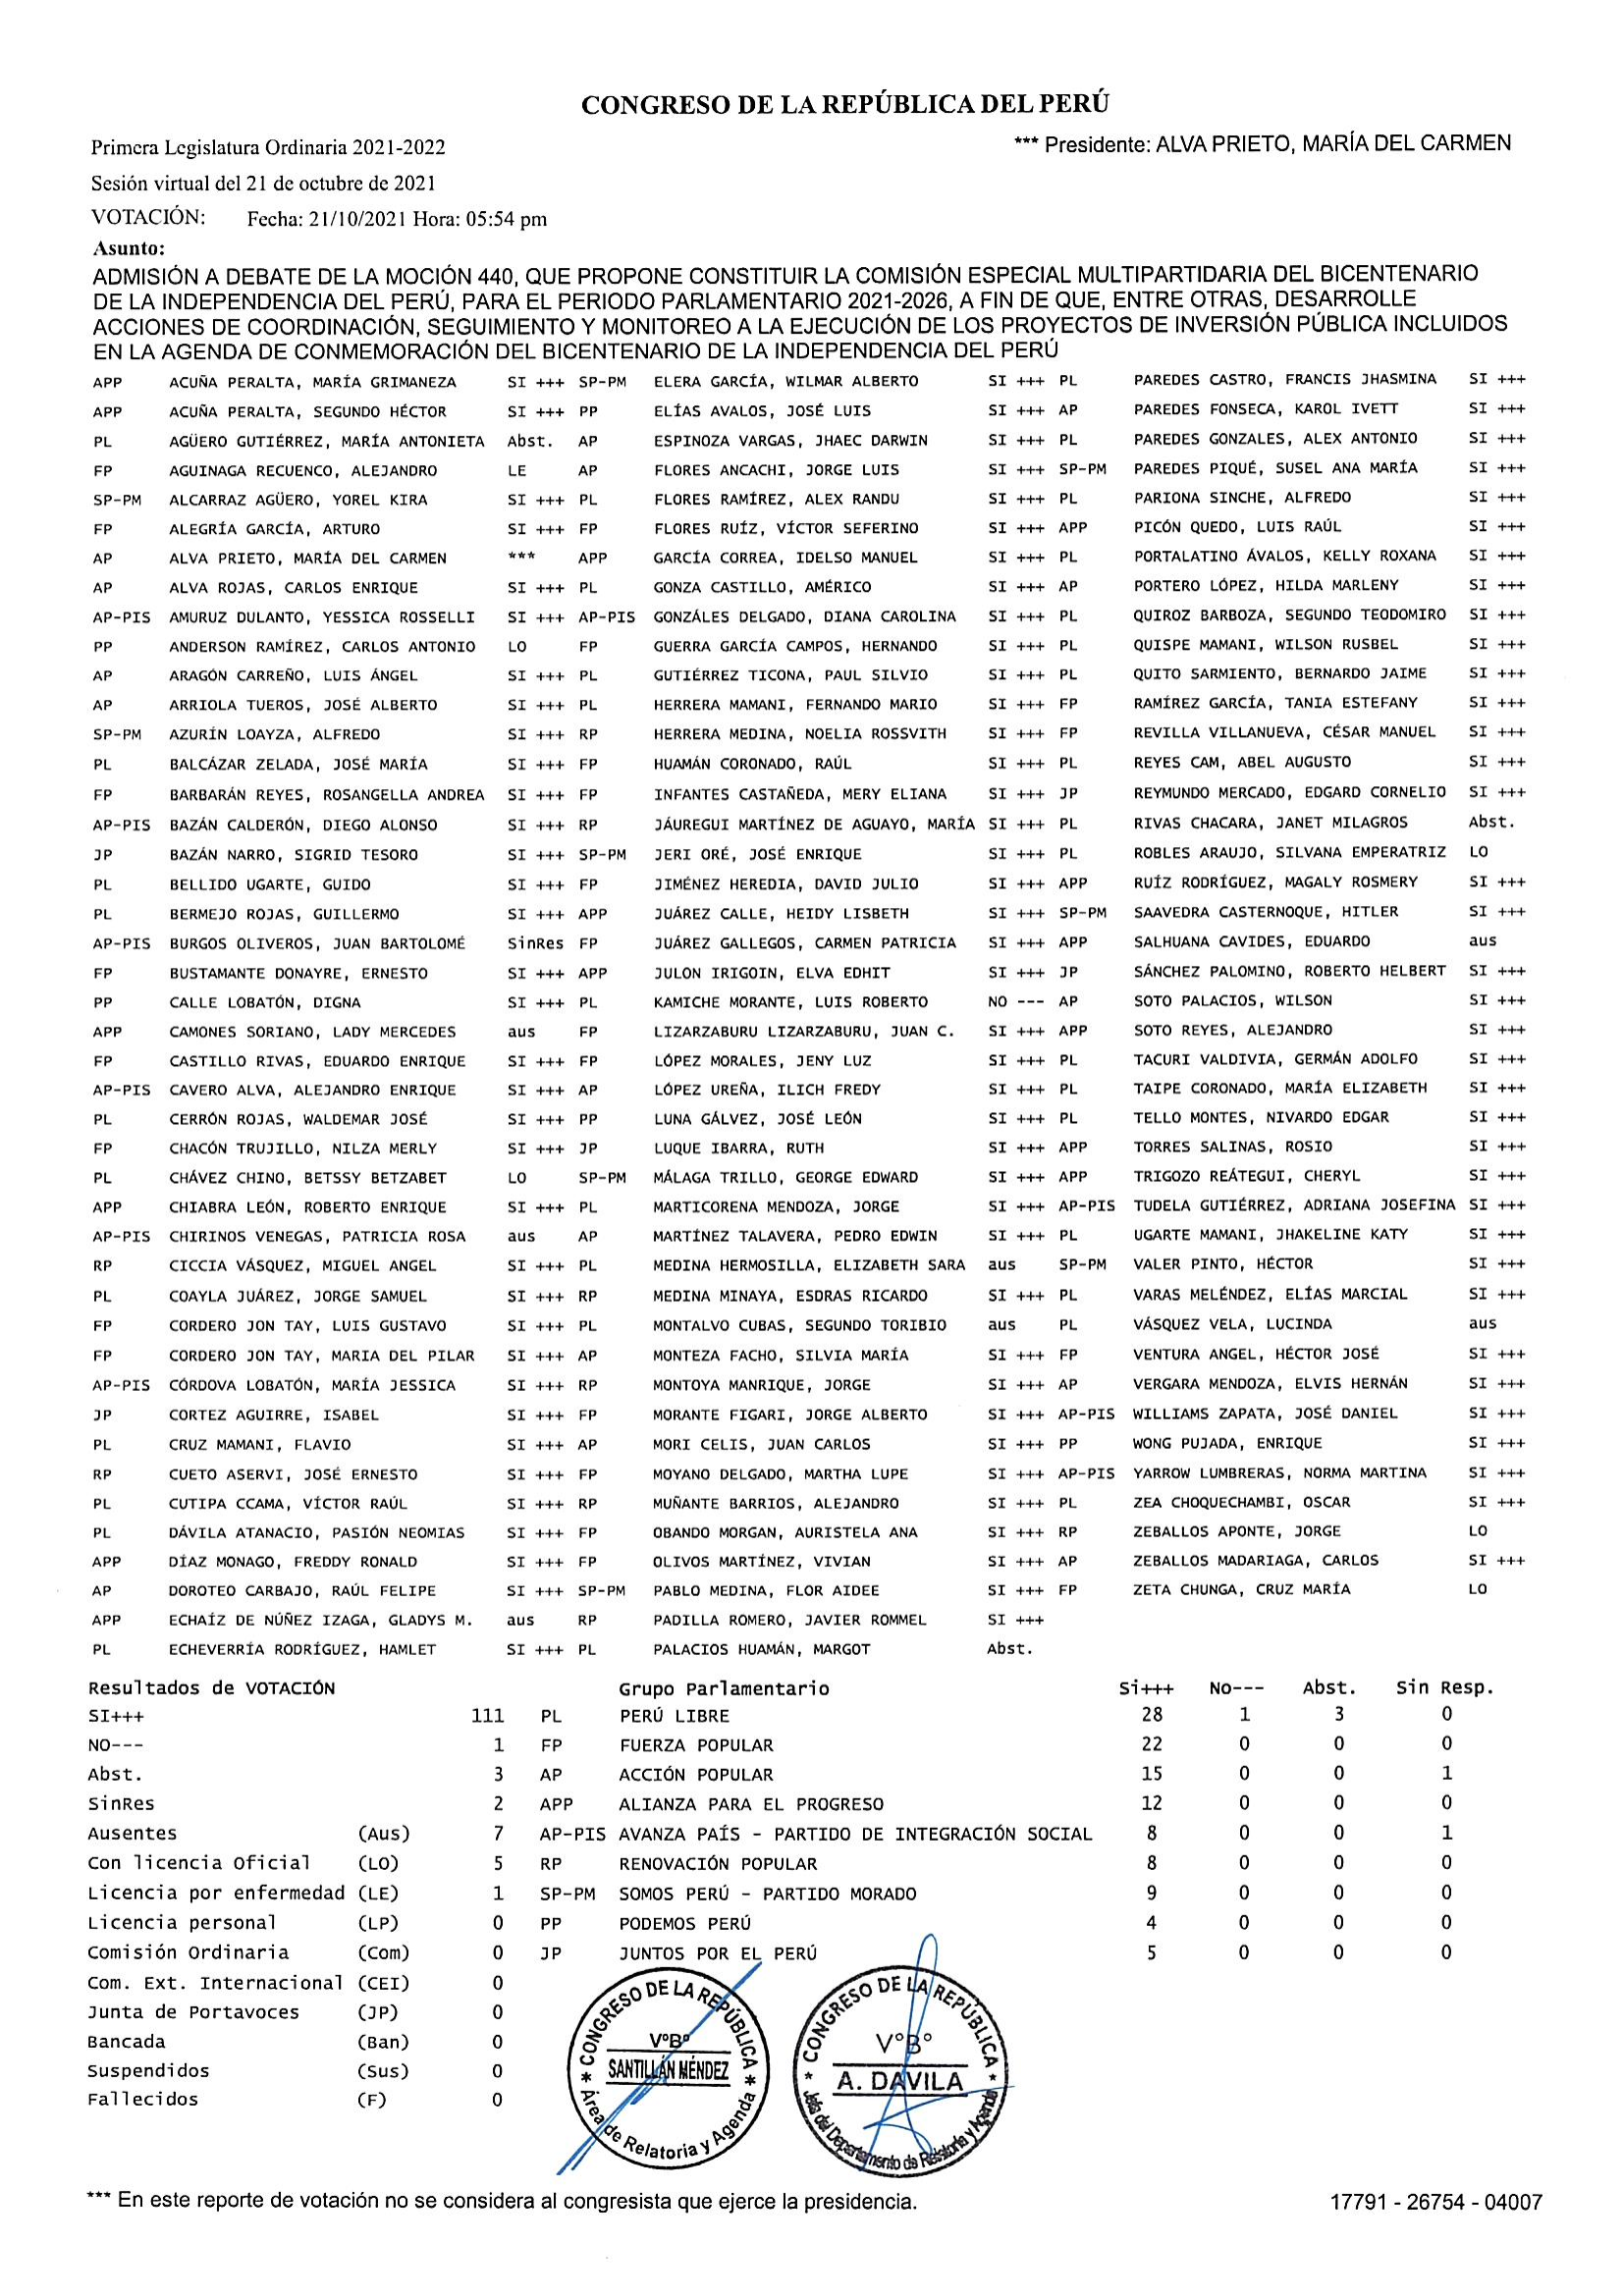 CONGRESO DE LA REPÚBLICA DEL PERÚ
Primera Legislatura Ordinaria 2021-2022 *** Presidente: ALVA PRIETO, MARÍA DEL CARMEN
Sesión virtual del 21 de octubre de 2021
VOTACIÓN: Fecha: 21/10/2021 Hora: 05:54 pm
Asunto:
ADMISIÓN A DEBATE DE LA MOCIÓN 440, QUE PROPONE CONSTITUIR LA COMISIÓN ESPECIAL MULTIPARTIDARIA DEL BICENTENARIO
DE LA INDEPENDENCIA DEL PERÚ, PARA EL PERIODO PARLAMENTARIO 2021-2026, A FIN DE QUE, ENTRE OTRAS, DESARROLLE
ACCIONES DE COORDINACIÓN, SEGUIMIENTO Y MONITOREO A LA EJECUCIÓN DE LOS PROYECTOS DE INVERSIÓN PÚBLICA INCLUIDOS
EN LA AGENDA DE CONMEMORACIÓN DEL BICENTENARIO DE LA INDEPENDENCIA DEL PERÚ
APP ACUÑA PERALTA, MARÍA GRIMANEZA SI +++ SP-PM ELERA GARCÍA, WILMAR ALBERTO SI +++ PL PAREDES CASTRO, FRANCIS JHASMINA SI +++
APP ACUÑA PERALTA, SEGUNDO HÉCTOR SI +++ PP ELÍAS AVALOS, JOSÉ LUIS SI +++ AP PAREDES FONSECA, KAROL IVETT SI +++
PL AGÜERO GUTIÉRREZ, MARÍA ANTONIETA Abst. AP ESPINOZA VARGAS, JHAEC DARWIN SI +++ PL PAREDES GONZALES, ALEX ANTONIO SI +++
FP AGUINAGA RECUENCO, ALEJANDRO LE AP FLORES ANCACHI, JORGE LUIS SI +++ SP-PM PAREDES PIQUÉ, SUSEL ANA MARÍA SI +++
SP-PM ALCARRAZ AGÜERO, YOREL KIRA SI +++ PL FLORES RAMÍREZ, ALEX RANDU SI +++ PL PARIONA SINCHE, ALFREDO SI +++
FP ALEGRÍA GARCÍA, ARTURO SI +++ FP FLORES RUÍZ, VÍCTOR SEFERINO SI +++ APP PICÓN QUEDO, LUIS RAÚL SI +++
AP ALVA PRIETO, MARÍA DEL CARMEN *** APP GARCÍA CORREA, IDELSO MANUEL SI +++ PL PORTALATINO ÁVALOS, KELLY ROXANA SI +++
AP ALVA ROJAS, CARLOS ENRIQUE SI +++ PL GONZA CASTILLO, AMÉRICO SI +++ AP PORTERO LÓPEZ, HILDA MARLENY SI +++
AP-PIS AMURUZ DULANTO, YESSICA ROSSELLI SI +++ AP-PIS GONZÁLES DELGADO, DIANA CAROLINA SI +++ PL QUIROZ BARBOZA, SEGUNDO TEODOMIRO SI +++
PP ANDERSON RAMÍREZ, CARLOS ANTONIO LO FP GUERRA GARCÍA CAMPOS, HERNANDO SI +++ PL QUISPE MAMANI, WILSON RUSBEL SI +++
AP ARAGÓN CARREÑO, LUIS ÁNGEL SI +++ PL GUTIÉRREZ TICONA, PAUL SILVIO SI +++ PL QUITO SARMIENTO, BERNARDO JAIME SI +++
AP ARRIOLA TUEROS, JOSÉ ALBERTO SI +++ PL HERRERA MAMANI, FERNANDO MARIO SI +++ FP RAMÍREZ GARCÍA, TANIA ESTEFANY SI +++
SP-PM AZURÍN LOAYZA, ALFREDO SI +++ RP HERRERA MEDINA, NOELIA ROSSVITH SI +++ FP REVILLA VILLANUEVA, CÉSAR MANUEL SI +++
PL BALCÁZAR ZELADA, JOSÉ MARÍA SI +++ FP HUAMÁN CORONADO, RAÚL SI +++ PL REYES CAM, ABEL AUGUSTO SI +++
FP BARBARÁN REYES, ROSANGELLA ANDREA SI +++ FP INFANTES CASTAÑEDA, MERY ELIANA SI +++ JP REYMUNDO MERCADO, EDGARD CORNELIO SI +++
AP-PIS BAZÁN CALDERÓN, DIEGO ALONSO SI +++ RP JÁUREGUI MARTÍNEZ DE AGUAYO, MARÍA SI +++ PL RIVAS CHACARA, JANET MILAGROS Abst.
JP BAZÁN NARRO, SIGRID TESORO SI +++ SP-PM JERI ORÉ, JOSÉ ENRIQUE SI +++ PL ROBLES ARAUJO, SILVANA EMPERATRIZ LO
PL BELLIDO UGARTE, GUIDO SI +++ FP JIMÉNEZ HEREDIA, DAVID JULIO SI +++ APP RUÍZ RODRÍGUEZ, MAGALY ROSMERY SI +++
PL BERMEJO ROJAS, GUILLERMO SI +++ APP JUÁREZ CALLE, HEIDY LISBETH SI +++ SP-PM SAAVEDRA CASTERNOQUE, HITLER SI +++
AP-PIS BURGOS OLIVEROS, JUAN BARTOLOMÉ SinRes FP JUÁREZ GALLEGOS, CARMEN PATRICIA SI +++ APP SALHUANA CAVIDES, EDUARDO aus
FP BUSTAMANTE DONAYRE, ERNESTO SI +++ APP JULON IRIGOIN, ELVA EDHIT SI +++ JP SÁNCHEZ PALOMINO, ROBERTO HELBERT SI +++
PP CALLE LOBATÓN, DIGNA SI +++ PL KAMICHE MORANTE, LUIS ROBERTO NO --- AP SOTO PALACIOS, WILSON SI +++
APP CAMONES SORIANO, LADY MERCEDES aus FP LIZARZABURU LIZARZABURU, JUAN C. SI +++ APP SOTO REYES, ALEJANDRO SI +++
FP CASTILLO RIVAS, EDUARDO ENRIQUE SI +++ FP LÓPEZ MORALES, JENY LUZ SI +++ PL TACURI VALDIVIA, GERMÁN ADOLFO SI +++
AP-PIS CAVERO ALVA, ALEJANDRO ENRIQUE SI +++ AP LÓPEZ UREÑA, ILICH FREDY SI +++ PL TAIPE CORONADO, MARÍA ELIZABETH SI +++
PL CERRÓN ROJAS, WALDEMAR JOSÉ SI +++ PP LUNA GÁLVEZ, JOSÉ LEÓN SI +++ PL TELLO MONTES, NIVARDO EDGAR SI +++
FP CHACÓN TRUJILLO, NILZA MERLY SI +++ JP LUQUE IBARRA, RUTH SI +++ APP TORRES SALINAS, ROSIO SI +++
PL CHÁVEZ CHINO, BETSSY BETZABET LO SP-PM MÁLAGA TRILLO, GEORGE EDWARD SI +++ APP TRIGOZO REÁTEGUI, CHERYL SI +++
APP CHIABRA LEÓN, ROBERTO ENRIQUE SI +++ PL MARTICORENA MENDOZA, JORGE SI +++ AP-PIS TUDELA GUTIÉRREZ, ADRIANA JOSEFINA SI +++
AP-PIS CHIRINOS VENEGAS, PATRICIA ROSA aus AP MARTÍNEZ TALAVERA, PEDRO EDWIN SI +++ PL UGARTE MAMANI, JHAKELINE KATY SI +++
RP CICCIA VÁSQUEZ, MIGUEL ANGEL SI +++ PL MEDINA HERMOSILLA, ELIZABETH SARA aus SP-PM VALER PINTO, HÉCTOR SI +++
PL COAYLA JUÁREZ, JORGE SAMUEL SI +++ RP MEDINA MINAYA, ESDRAS RICARDO SI +++ PL VARAS MELÉNDEZ, ELÍAS MARCIAL SI +++
FP CORDERO JON TAY, LUIS GUSTAVO SI +++ PL MONTALVO CUBAS, SEGUNDO TORIBIO aus PL VÁSQUEZ VELA, LUCINDA aus
FP CORDERO JON TAY, MARIA DEL PILAR SI +++ AP MONTEZA FACHO, SILVIA MARÍA SI +++ FP VENTURA ANGEL, HÉCTOR JOSÉ SI +++
AP-PIS CÓRDOVA LOBATÓN, MARÍA JESSICA SI +++ RP MONTOYA MANRIQUE, JORGE SI +++ AP VERGARA MENDOZA, ELVIS HERNÁN SI +++
JP CORTEZ AGUIRRE, ISABEL SI +++ FP MORANTE FIGARI, JORGE ALBERTO SI +++ AP-PIS WILLIAMS ZAPATA, JOSÉ DANIEL SI +++
PL CRUZ MAMANI, FLAVIO SI +++ AP MORI CELIS, JUAN CARLOS SI +++ PP WONG PUJADA, ENRIQUE SI +++
RP CUETO ASERVI, JOSÉ ERNESTO SI +++ FP MOYANO DELGADO, MARTHA LUPE SI +++ AP-PIS YARROW LUMBRERAS, NORMA MARTINA SI +++
PL CUTIPA CCAMA, VÍCTOR RAÚL SI +++ RP MUÑANTE BARRIOS, ALEJANDRO SI +++ PL ZEA CHOQUECHAMBI, OSCAR SI +++
PL DÁVILA ATANACIO, PASIÓN NEOMIAS SI +++ FP OBANDO MORGAN, AURISTELA ANA SI +++ RP ZEBALLOS APONTE, JORGE LO
APP DÍAZ MONAGO, FREDDY RONALD SI +++ FP OLIVOS MARTÍNEZ, VIVIAN SI +++ AP ZEBALLOS MADARIAGA, CARLOS SI +++
AP DOROTEO CARBAJO, RAÚL FELIPE SI +++ SP-PM PABLO MEDINA, FLOR AIDEE SI +++ FP ZETA CHUNGA, CRUZ MARÍA LO
APP ECHAÍZ DE NÚÑEZ IZAGA, GLADYS M. aus RP PADILLA ROMERO, JAVIER ROMMEL SI +++
PL ECHEVERRÍA RODRÍGUEZ, HAMLET SI +++ PL PALACIOS HUAMÁN, MARGOT Abst.
Resultados de VOTACIÓN Grupo Parlamentario Si+++ No--- Abst. Sin Resp.
SI+++ 111 PL PERÚ LIBRE 28 1 3 0
NO--- 1 FP FUERZA POPULAR 22 0 0 0
Abst. 3 AP ACCIÓN POPULAR 15 0 0 1
SinRes 2 APP ALIANZA PARA EL PROGRESO 12 0 0 0
Ausentes (Aus) 7 AP-PIS AVANZA PAÍS - PARTIDO DE INTEGRACIÓN SOCIAL 8 0 0 1
Con licencia Oficial (LO) 5 RP RENOVACIÓN POPULAR 8 0 0 0
Licencia por enfermedad (LE) 1 SP-PM SOMOS PERÚ - PARTIDO MORADO 9 0 0 0
Licencia personal (LP) 0 PP PODEMOS PERÚ 4 0 0 0
Comisión Ordinaria (Com) 0 JP JUNTOS POR EL PERÚ 5 0 0 0
Com. Ext. Internacional (CEI) 0
Junta de Portavoces (JP) 0
Bancada (Ban) 0
Suspendidos (Sus) 0
Fallecidos (F) 0
* CONGRESO DE LA REPÚBLICA *
V°B°
SANTILLÁN MÉNDEZ
Área de Relatoría y Agenda
* CONGRESO DE LA REPÚBLICA *
V°B°
A. DAVILA
Jefa del Departamento de Relatoría y Agenda
*** En este reporte de votación no se considera al congresista que ejerce la presidencia. 17791 - 26754 - 04007